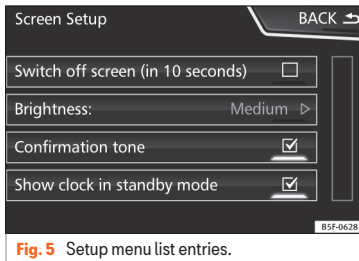 Screen Setup BACK
Switch off screen (in 10 seconds)
Brightness: Medium
Confirmation tone
Show clock in standby mode
B5F-0628
Fig. 5 Setup menu list entries.